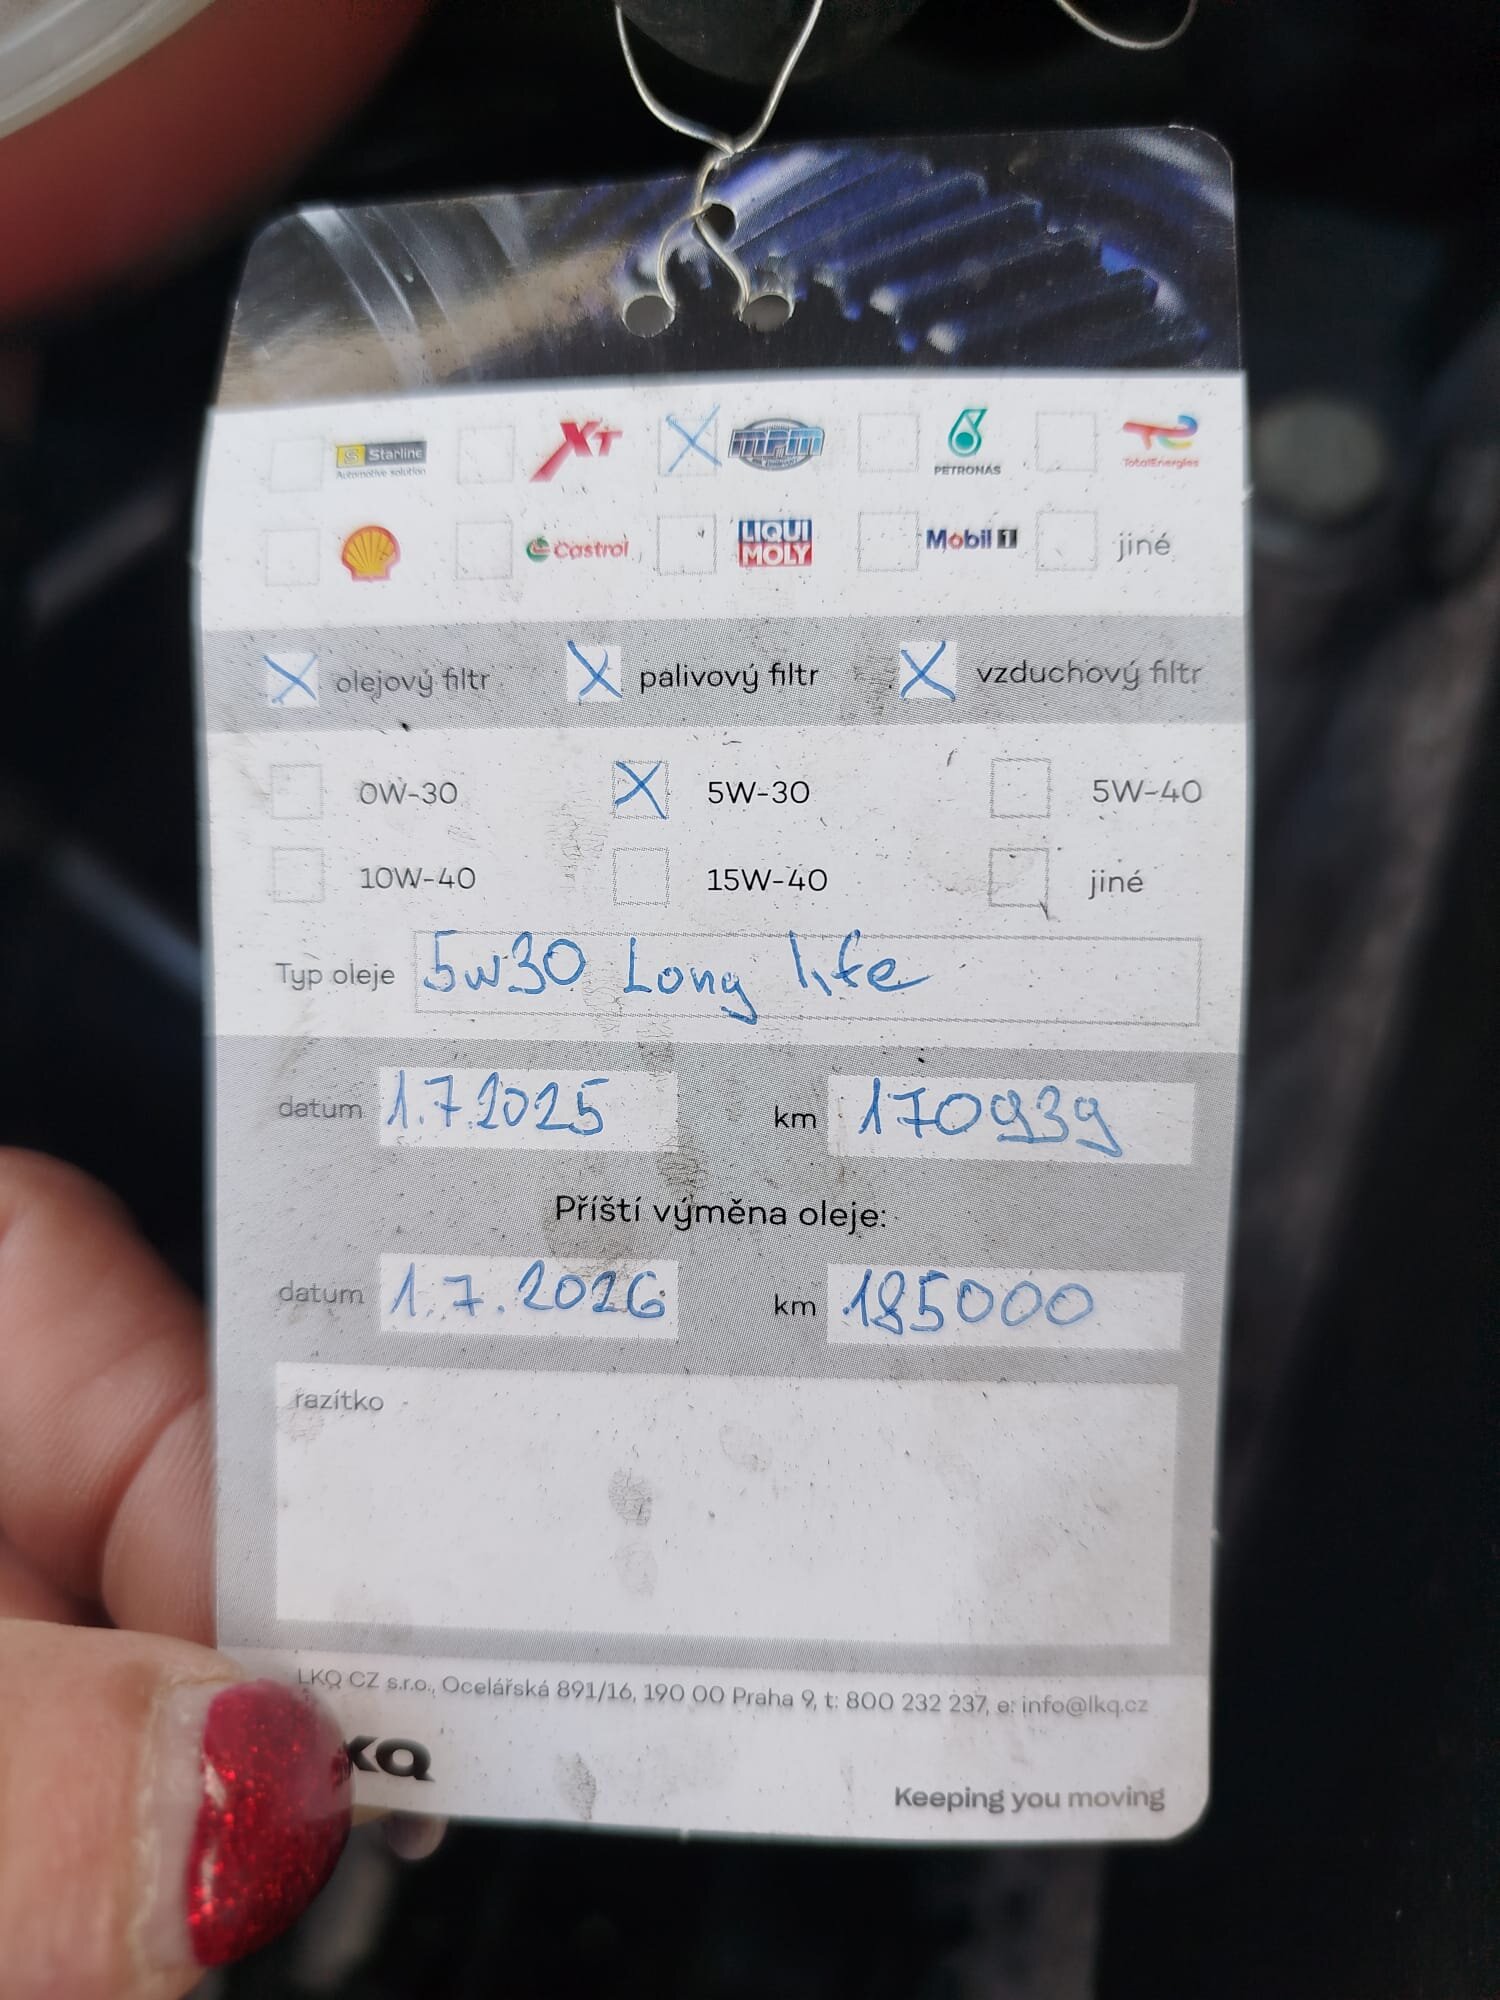 Starline XT MPM PETRONAS TotalEnergies
Automotive solution
Castrol LIQUI MOLY Mobil 1 jiné
olejový filtr palivový filtr vzduchový filtr
0W-30 5W-30 5W-40
10W-40 15W-40 jiné
Typ oleje 5w30 Long life
datum 1.7.2025 km 170939
Příští výměna oleje:
datum 1.7.2026 km 185000
razítko
LKQ CZ s.r.o., Ocelářská 891/16, 190 00 Praha 9, t: 800 232 237, e: info@lkq.cz
KQ
Keeping you moving